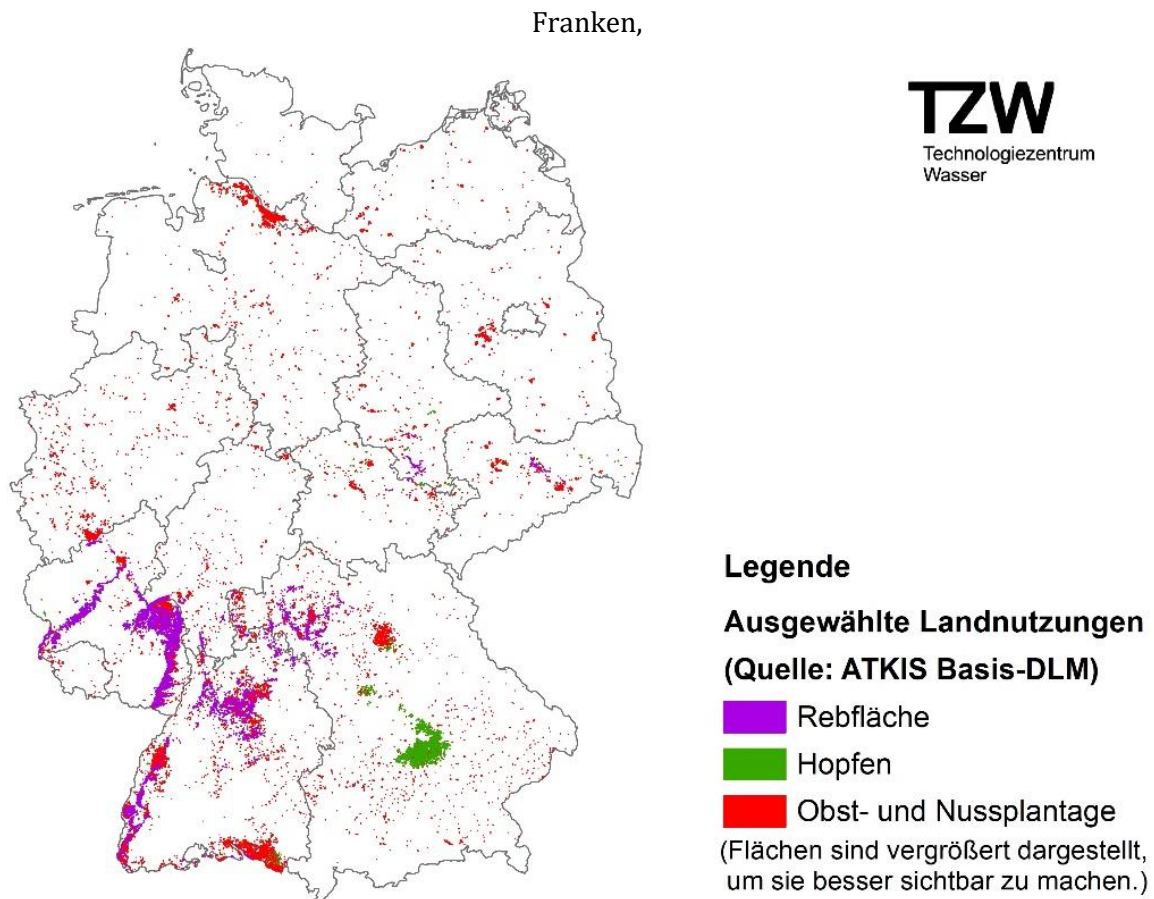 Franken,
TZW
Technologiezentrum
Wasser
Legende
Ausgewählte Landnutzungen
(Quelle: ATKIS Basis-DLM)
Rebfläche
Hopfen
Obst- und Nussplantage
(Flächen sind vergrößert dargestellt,
um sie besser sichtbar zu machen.)